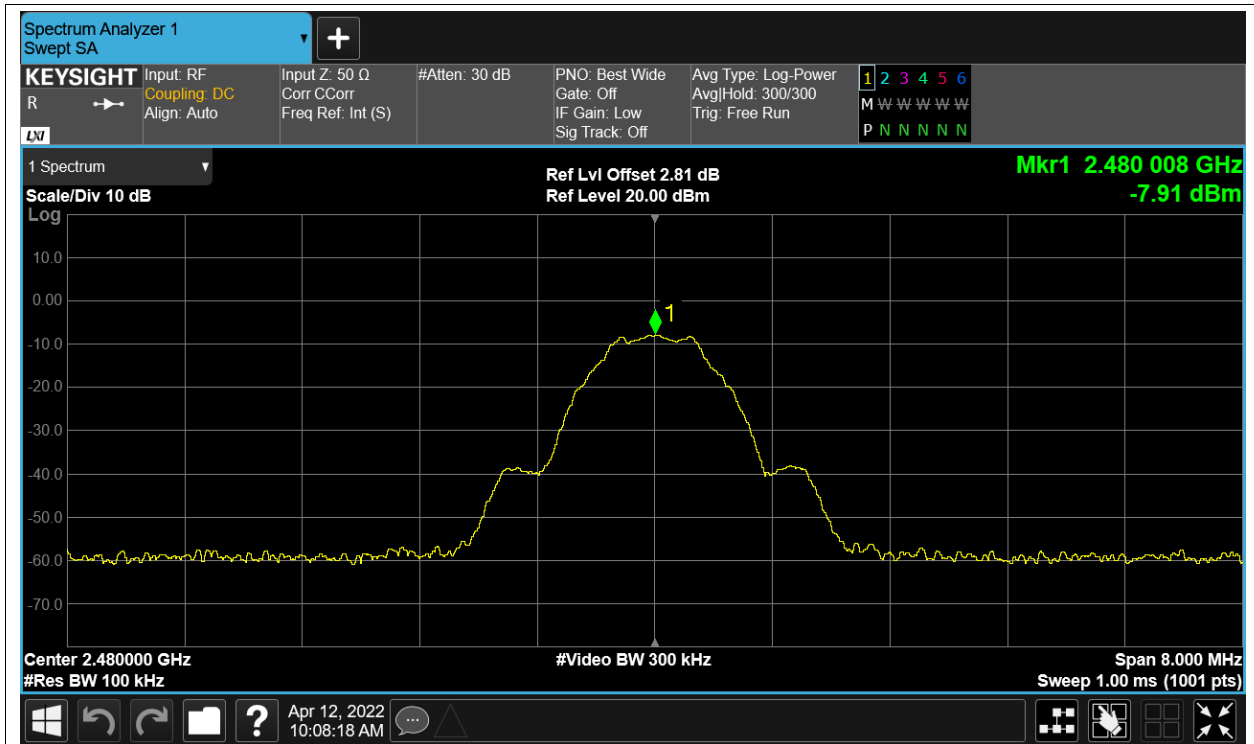 Spectrum Analyzer 1
Swept SA
+
KEYSIGHT
R
LXI
Input: RF
Coupling: DC
Align: Auto
Input Z: 50 Ω
Corr CCorr
Freq Ref: Int (S)
#Atten: 30 dB
PNO: Best Wide
Gate: Off
IF Gain: Low
Sig Track: Off
Avg Type: Log-Power
Avg|Hold: 300/300
Trig: Free Run
1 2 3 4 5 6
M W W W W W
P N N N N N
1 Spectrum
Scale/Div 10 dB
Log
Ref Lvl Offset 2.81 dB
Ref Level 20.00 dBm
Mkr1 2.480 008 GHz
-7.91 dBm
10.0
0.00
-10.0
-20.0
-30.0
-40.0
-50.0
-60.0
-70.0
1
Center 2.480000 GHz
#Res BW 100 kHz
#Video BW 300 kHz
Span 8.000 MHz
Sweep 1.00 ms (1001 pts)
?
Apr 12, 2022
10:08:18 AM